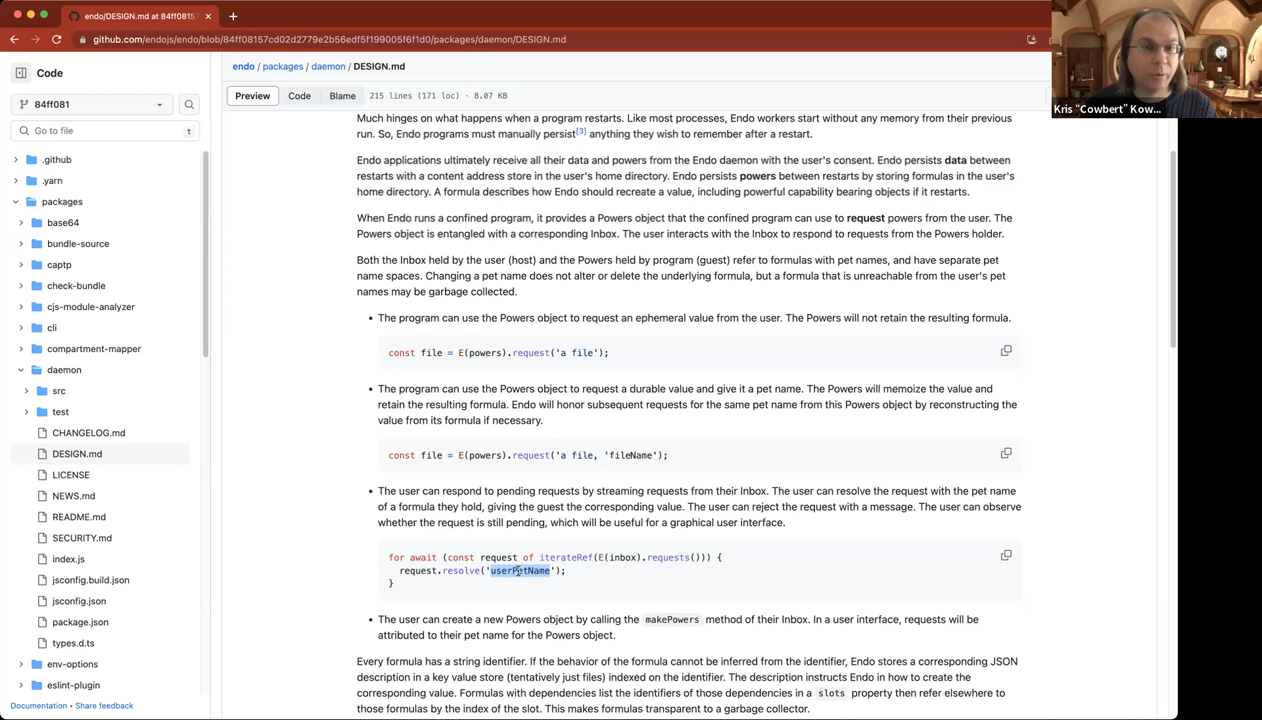 endo/DESIGN.md at 84ff08157
github.com/endojs/endo/blob/84ff08157cd02d2779e2b56edf5f199005f6f1d0/packages/daemon/DESIGN.md
Kris "Cowbert" Kow...
Code
84ff081
Go to file
t
.github
.yarn
packages
base64
bundle-source
captp
check-bundle
cjs-module-analyzer
cli
compartment-mapper
daemon
src
test
CHANGELOG.md
DESIGN.md
LICENSE
NEWS.md
README.md
SECURITY.md
index.js
jsconfig.build.json
jsconfig.json
package.json
types.d.ts
env-options
eslint-plugin
Documentation • Share feedback
endo / packages / daemon / DESIGN.md
Preview Code Blame 215 lines (171 loc) · 8.07 KB
Much hinges on what happens when a program restarts. Like most processes, Endo workers start without any memory from their previous
run. So, Endo programs must manually persist[3] anything they wish to remember after a restart.
Endo applications ultimately receive all their data and powers from the Endo daemon with the user's consent. Endo persists data between
restarts with a content address store in the user's home directory. Endo persists powers between restarts by storing formulas in the user's
home directory. A formula describes how Endo should recreate a value, including powerful capability bearing objects if it restarts.
When Endo runs a confined program, it provides a Powers object that the confined program can use to request powers from the user. The
Powers object is entangled with a corresponding Inbox. The user interacts with the Inbox to respond to requests from the Powers holder.
Both the Inbox held by the user (host) and the Powers held by program (guest) refer to formulas with pet names, and have separate pet
name spaces. Changing a pet name does not alter or delete the underlying formula, but a formula that is unreachable from the user's pet
names may be garbage collected.
• The program can use the Powers object to request an ephemeral value from the user. The Powers will not retain the resulting formula.
const file = E(powers).request('a file');
• The program can use the Powers object to request a durable value and give it a pet name. The Powers will memoize the value and
retain the resulting formula. Endo will honor subsequent requests for the same pet name from this Powers object by reconstructing the
value from its formula if necessary.
const file = E(powers).request('a file, 'fileName');
• The user can respond to pending requests by streaming requests from their Inbox. The user can resolve the request with the pet name
of a formula they hold, giving the guest the corresponding value. The user can reject the request with a message. The user can observe
whether the request is still pending, which will be useful for a graphical user interface.
for await (const request of iterateRef(E(inbox).requests())) {
request.resolve('userPetName');
}
• The user can create a new Powers object by calling the makePowers method of their Inbox. In a user interface, requests will be
attributed to their pet name for the Powers object.
Every formula has a string identifier. If the behavior of the formula cannot be inferred from the identifier, Endo stores a corresponding JSON
description in a key value store (tentatively just files) indexed on the identifier. The description instructs Endo in how to create the
corresponding value. Formulas with dependencies list the identifiers of those dependencies in a slots property then refer elsewhere to
those formulas by the index of the slot. This makes formulas transparent to a garbage collector.